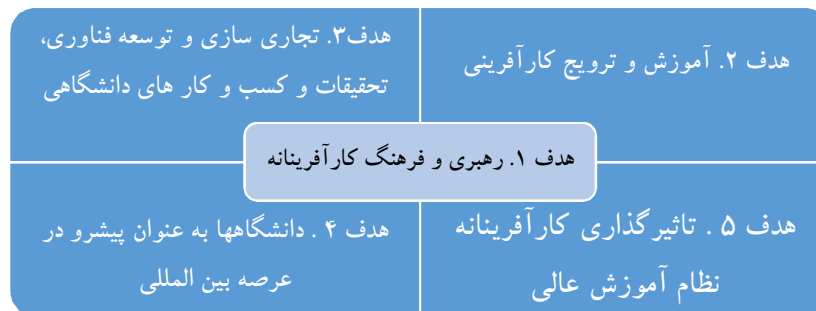 هدف ۲. آموزش و ترویج کارآفرینی
هدف۳. تجاری سازی و توسعه فناوری،
تحقیقات و کسب و کار های دانشگاهی
هدف ۱. رهبری و فرهنگ کارآفرینانه
هدف ۵ . تاثیرگذاری کارآفرینانه
نظام آموزش عالی
هدف ۴ . دانشگاهها به عنوان پیشرو در
عرصه بین المللی